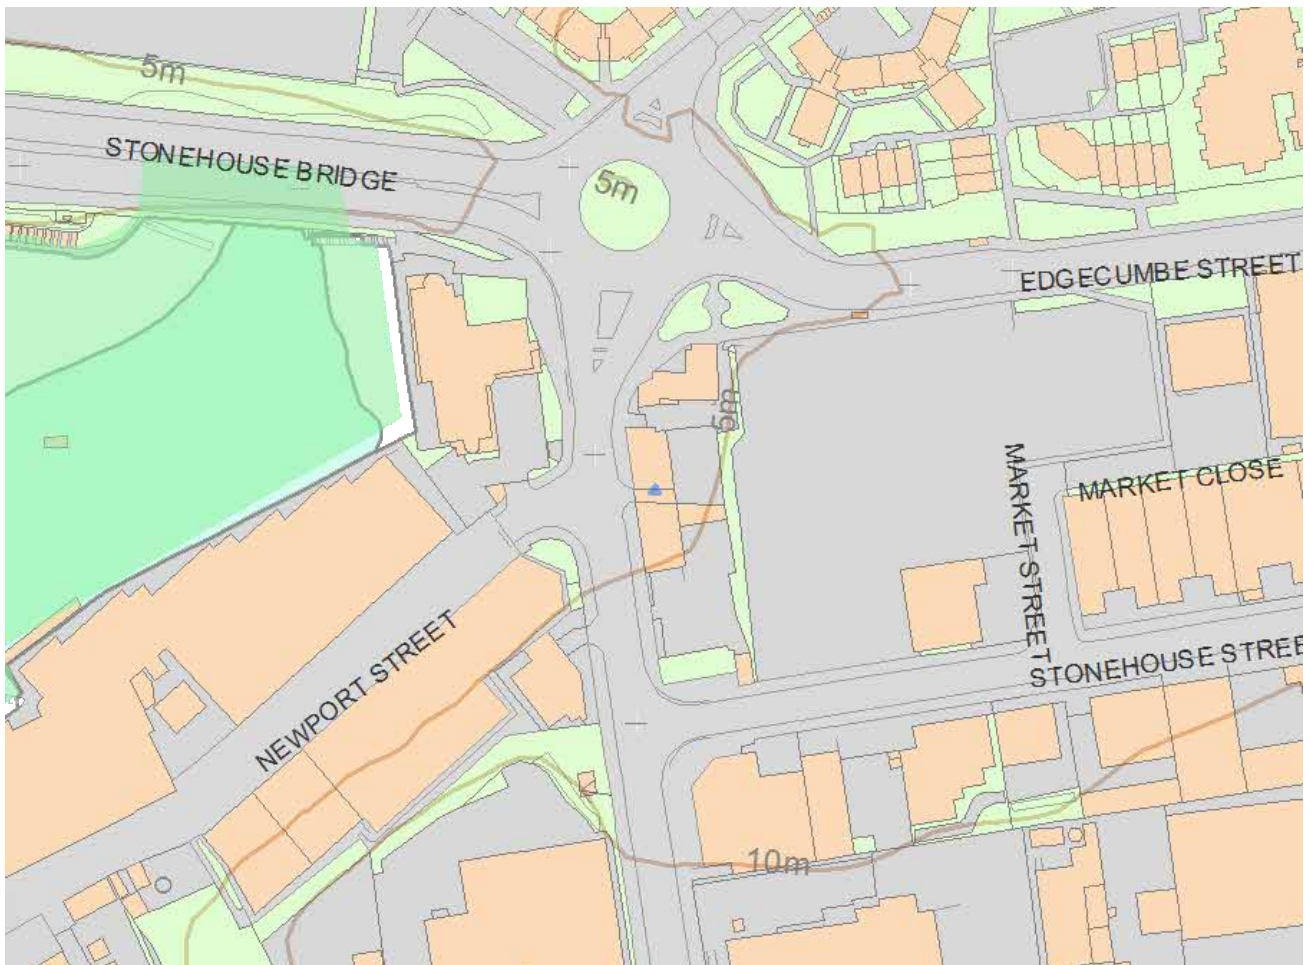 5m
STONEHOUSE BRIDGE
5m
EDGECUMBE STREET
5m
MARKET STREET
MARKET CLOSE
NEWPORT STREET
STONEHOUSE STREE
10m